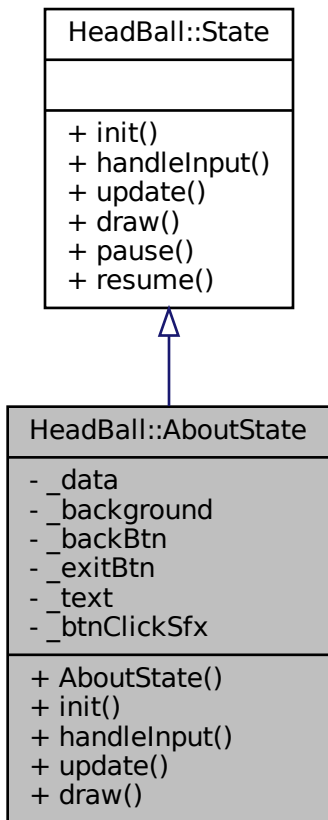 HeadBall::State
+ init()
+ handleInput()
+ update()
+ draw()
+ pause()
+ resume()
HeadBall::AboutState
- _data
- _background
- _backBtn
- _exitBtn
- _text
- _btnClickSfx
+ AboutState()
+ init()
+ handleInput()
+ update()
+ draw()